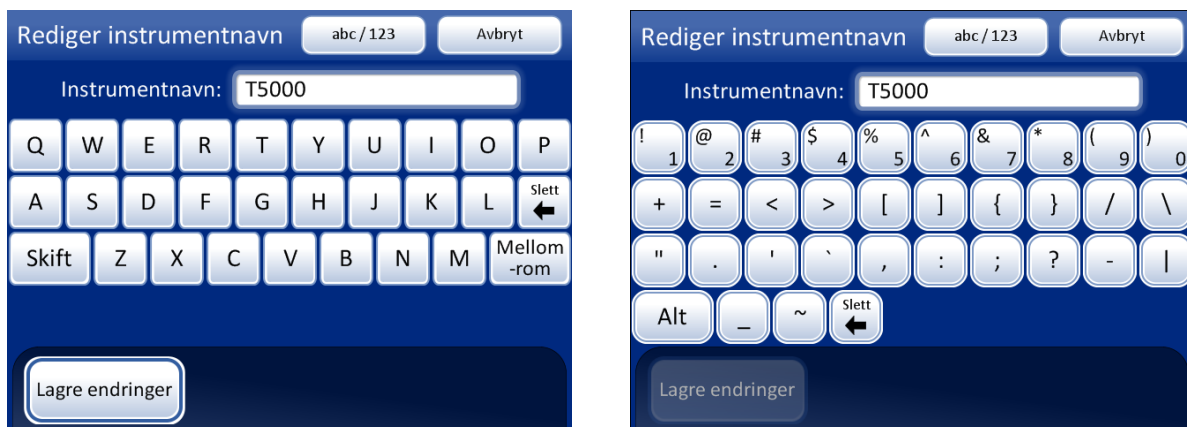 Rediger instrumentnavn abc / 123 Avbryt
Instrumentnavn: T5000
Q W E R T Y U I O P
A S D F G H J K L Slett
Skift Z X C V B N M Mellom
-rom
Lagre endringer
Rediger instrumentnavn abc / 123 Avbryt
Instrumentnavn: T5000
! 1 @ 2 # 3 $ 4 % 5 ^ 6 & 7 * 8 ( 9 ) 0
+ = < > [ ] { } / \
" . ' ` , : ; ? - |
Alt _ ~ Slett
Lagre endringer